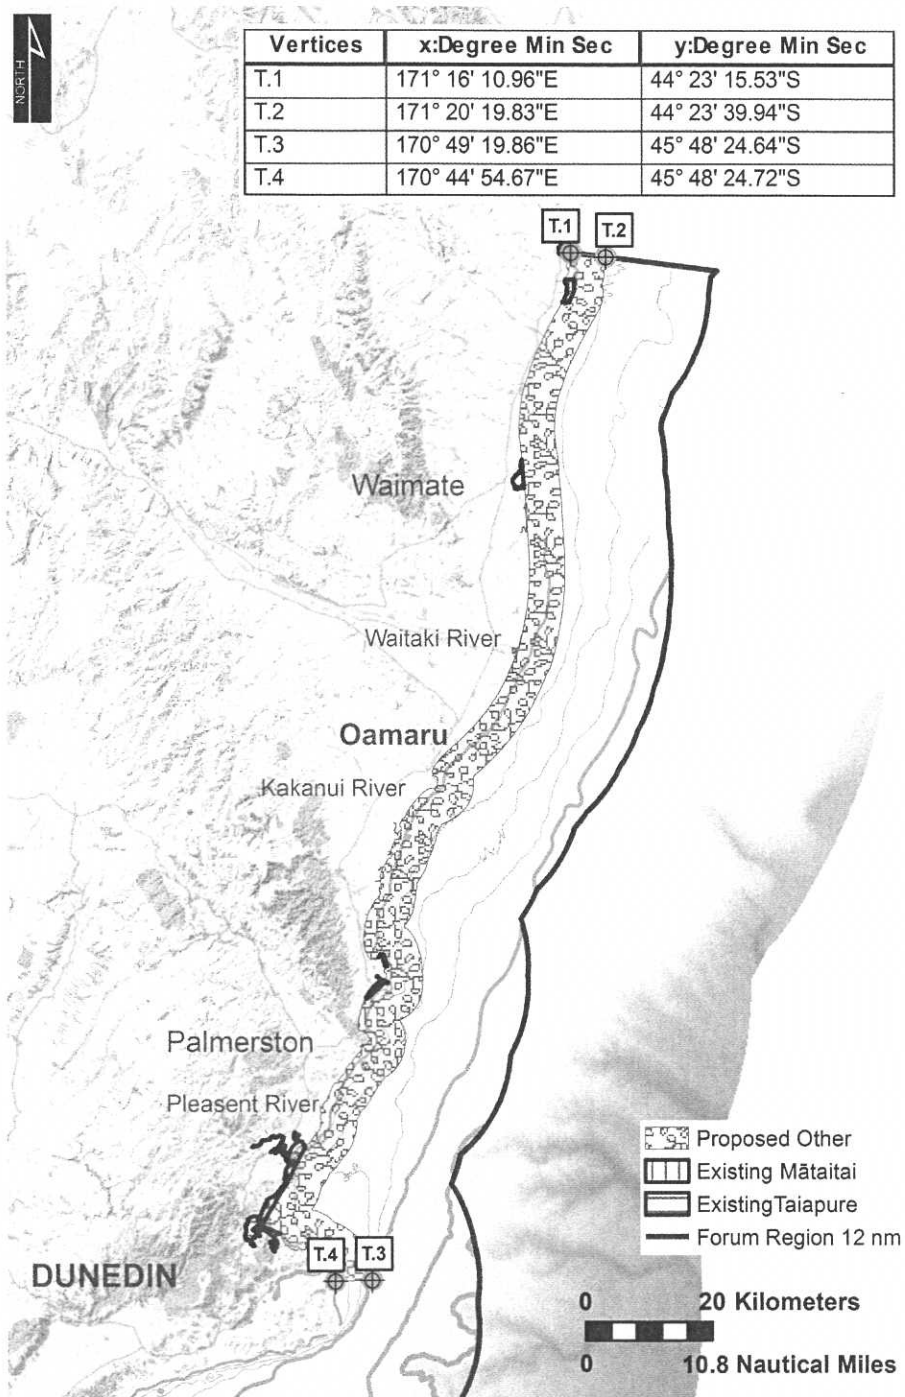 NORTH
Vertices x:Degree Min Sec y:Degree Min Sec
T.1 171° 16' 10.96"E 44° 23' 15.53"S
T.2 171° 20' 19.83"E 44° 23' 39.94"S
T.3 170° 49' 19.86"E 45° 48' 24.64"S
T.4 170° 44' 54.67"E 45° 48' 24.72"S
T.1 T.2
Waimate
Waitaki River
Oamaru
Kakanui River
Palmerston
Pleasent River
Proposed Other
Existing Mātaitai
ExistingTaiapure
Forum Region 12 nm
T.4 T.3
DUNEDIN
0 20 Kilometers
0 10.8 Nautical Miles